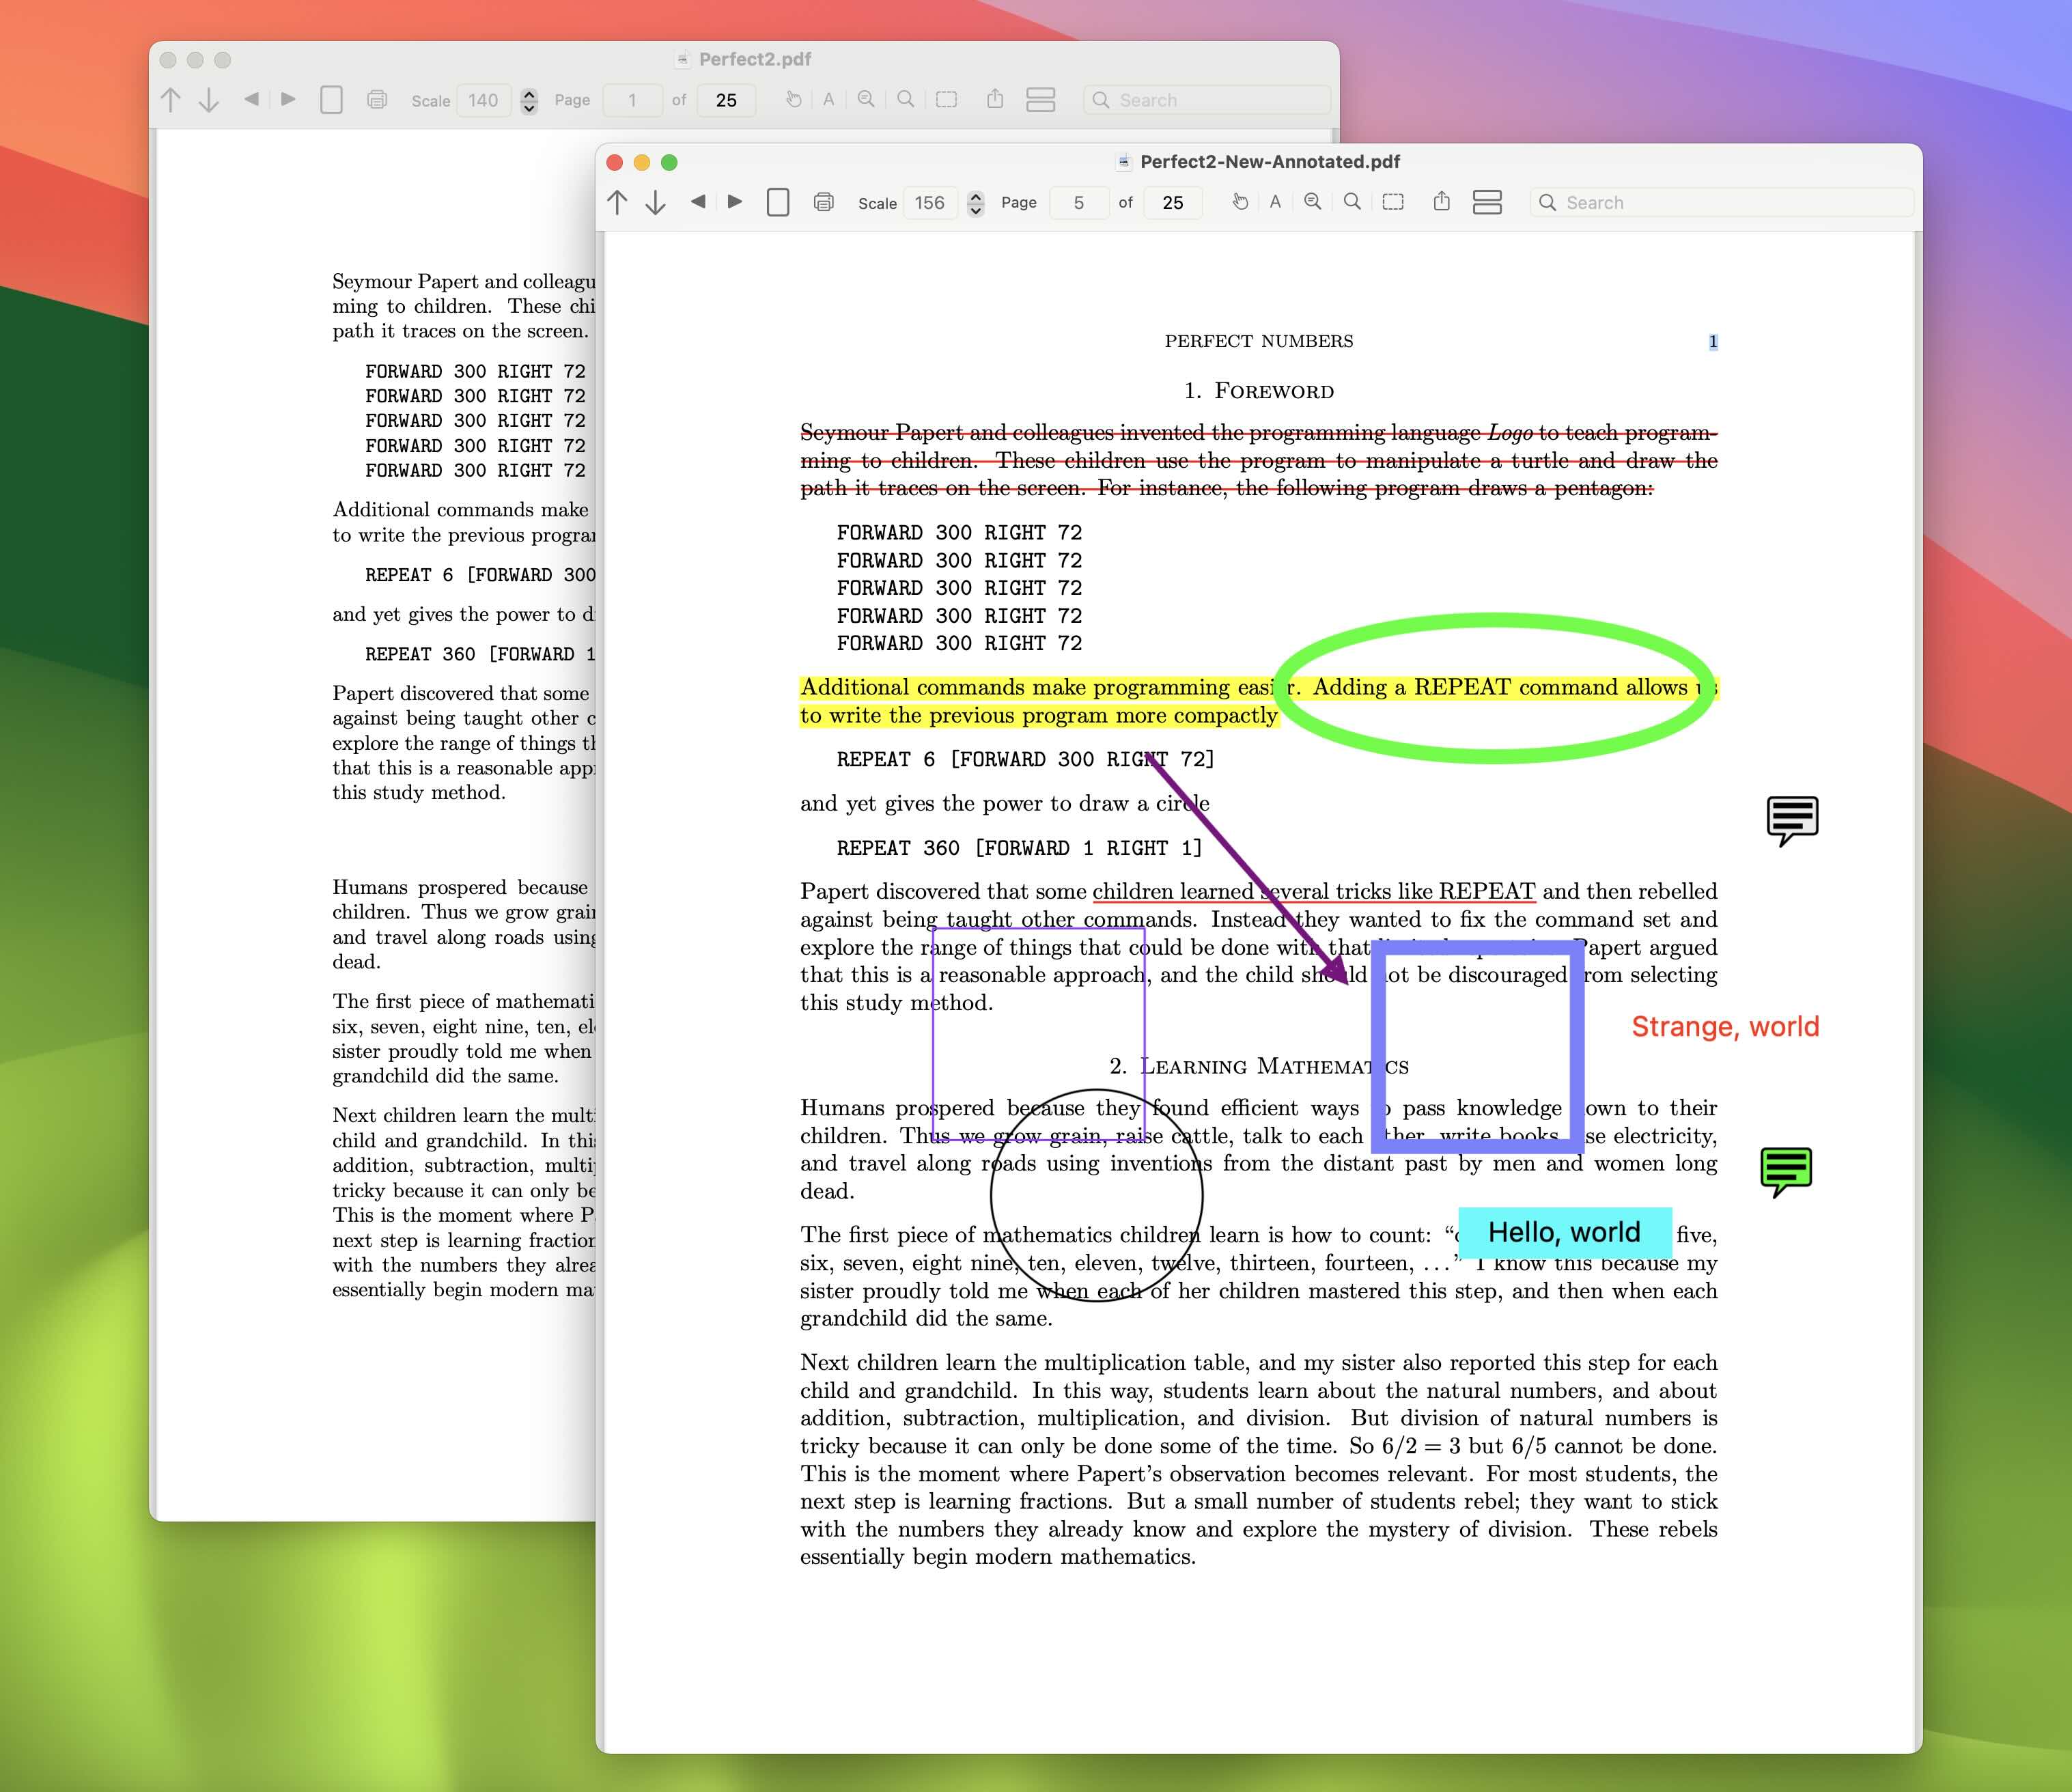 Perfect2.pdf
Scale 140 Page 1 of 25 A Search
Seymour Papert and
ming to children. These
path it traces on the screen.
FORWARD 300 RIGHT 72
FORWARD 300 RIGHT 72
FORWARD 300 RIGHT 72
FORWARD 300 RIGHT 72
FORWARD 300 RIGHT 72
Additional commands make
to write the previous
REPEAT 6 [FORWARD 300
and yet gives the power to
REPEAT 360 [FORWARD 1
Papert discovered that some
against being taught other
explore the range of things
that this is a reasonable
this study method.
Humans prospered because
children. Thus we grow
and travel along roads using
dead.
The first piece of
six, seven, eight nine, ten,
sister proudly told me when
grandchild did the same.
Next children learn the
child and grandchild. In
addition, subtraction,
tricky because it can only be
This is the moment where
next step is learning
with the numbers they
essentially begin modern
Perfect2-New-Annotated.pdf
Scale 156 Page 5 of 25 A Search
PERFECT NUMBERS 1
1. FOREWORD
Seymour Papert and colleagues invented the programming language Logo to teach program-
ming to children. These children use the program to manipulate a turtle and draw the
path it traces on the screen. For instance, the following program draws a pentagon:
FORWARD 300 RIGHT 72
FORWARD 300 RIGHT 72
FORWARD 300 RIGHT 72
FORWARD 300 RIGHT 72
FORWARD 300 RIGHT 72
Additional commands make programming easier. Adding a REPEAT command allows us
to write the previous program more compactly
REPEAT 6 [FORWARD 300 RIGHT 72]
and yet gives the power to draw a circle
REPEAT 360 [FORWARD 1 RIGHT 1]
Papert discovered that some children learned several tricks like REPEAT and then rebelled
against being taught other commands. Instead they wanted to fix the command set and
explore the range of things that could be done with that Papert argued
that this is a reasonable approach, and the child should not be discouraged from selecting
this study method.
Strange, world
2. LEARNING MATHEMATICS
Humans prospered because they found efficient ways to pass knowledge down to their
children. Thus we grow grain, raise cattle, talk to each other, write books, use electricity,
and travel along roads using inventions from the distant past by men and women long
dead.
Hello, world
The first piece of mathematics children learn is how to count: “ five,
six, seven, eight nine, ten, eleven, twelve, thirteen, fourteen, ...” I know this because my
sister proudly told me when each of her children mastered this step, and then when each
grandchild did the same.
Next children learn the multiplication table, and my sister also reported this step for each
child and grandchild. In this way, students learn about the natural numbers, and about
addition, subtraction, multiplication, and division. But division of natural numbers is
tricky because it can only be done some of the time. So 6/2 = 3 but 6/5 cannot be done.
This is the moment where Papert’s observation becomes relevant. For most students, the
next step is learning fractions. But a small number of students rebel; they want to stick
with the numbers they already know and explore the mystery of division. These rebels
essentially begin modern mathematics.